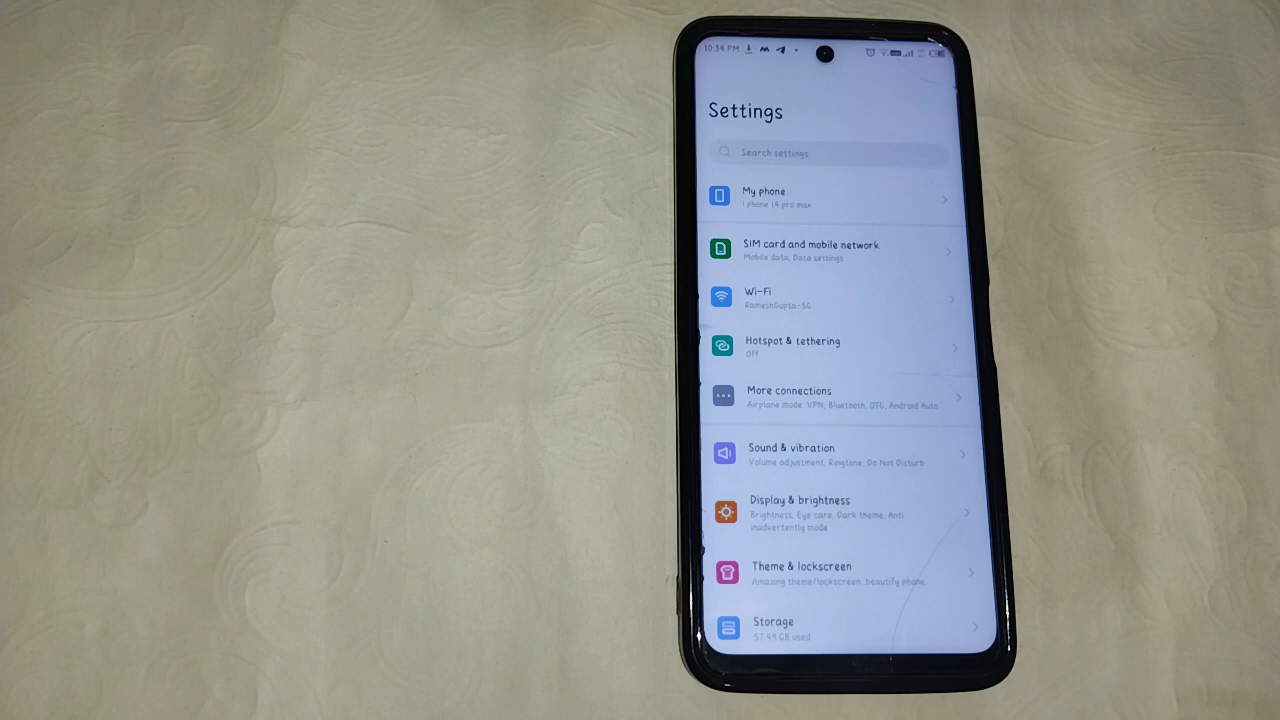 10:54 PM
Settings
Search settings
My phone
I phone 14 pro max
SIM card and mobile network
Mobile data, Data settings
Wi-Fi
RameshGupta-5G
Hotspot & tethering
Off
More connections
Airplane mode, VPN, Bluetooth, OTG, Android Auto
Sound & vibration
Volume adjustment, Ringtone, Do Not Disturb
Display & brightness
Brightness, Eye care, Dark theme, Anti
inadvertently mode
Theme & lockscreen
Amazing theme/lockscreen ,beautify phone.
Storage
57.49 GB used